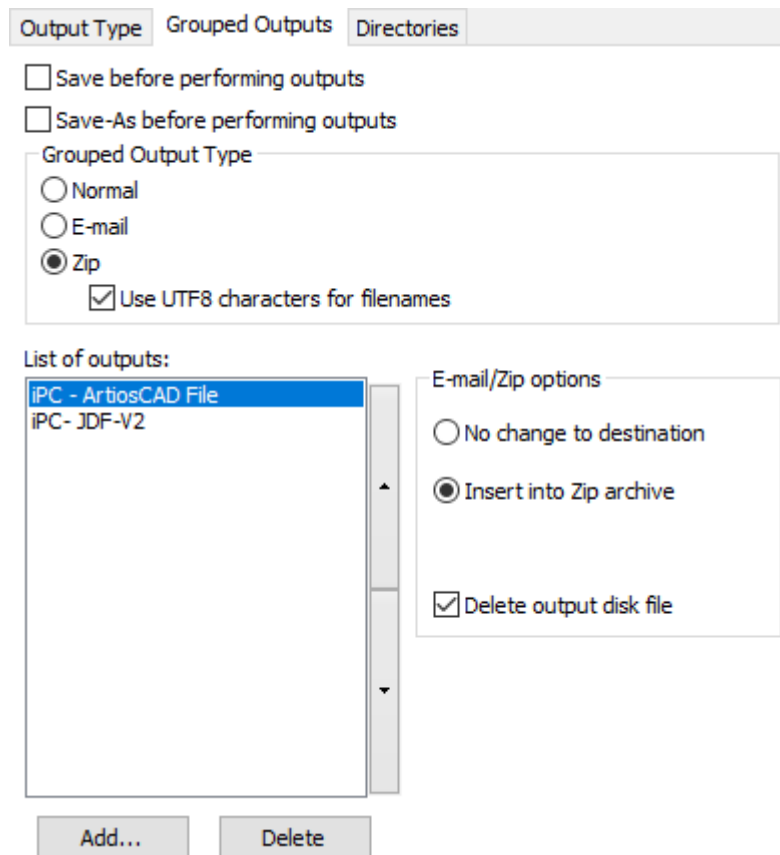 Output Type Grouped Outputs Directories
Save before performing outputs
Save-As before performing outputs
Grouped Output Type
Normal
E-mail
Zip
Use UTF8 characters for filenames
List of outputs:
iPC - ArtiosCAD File
iPC- JDF-V2
E-mail/Zip options
No change to destination
Insert into Zip archive
Delete output disk file
Add... Delete